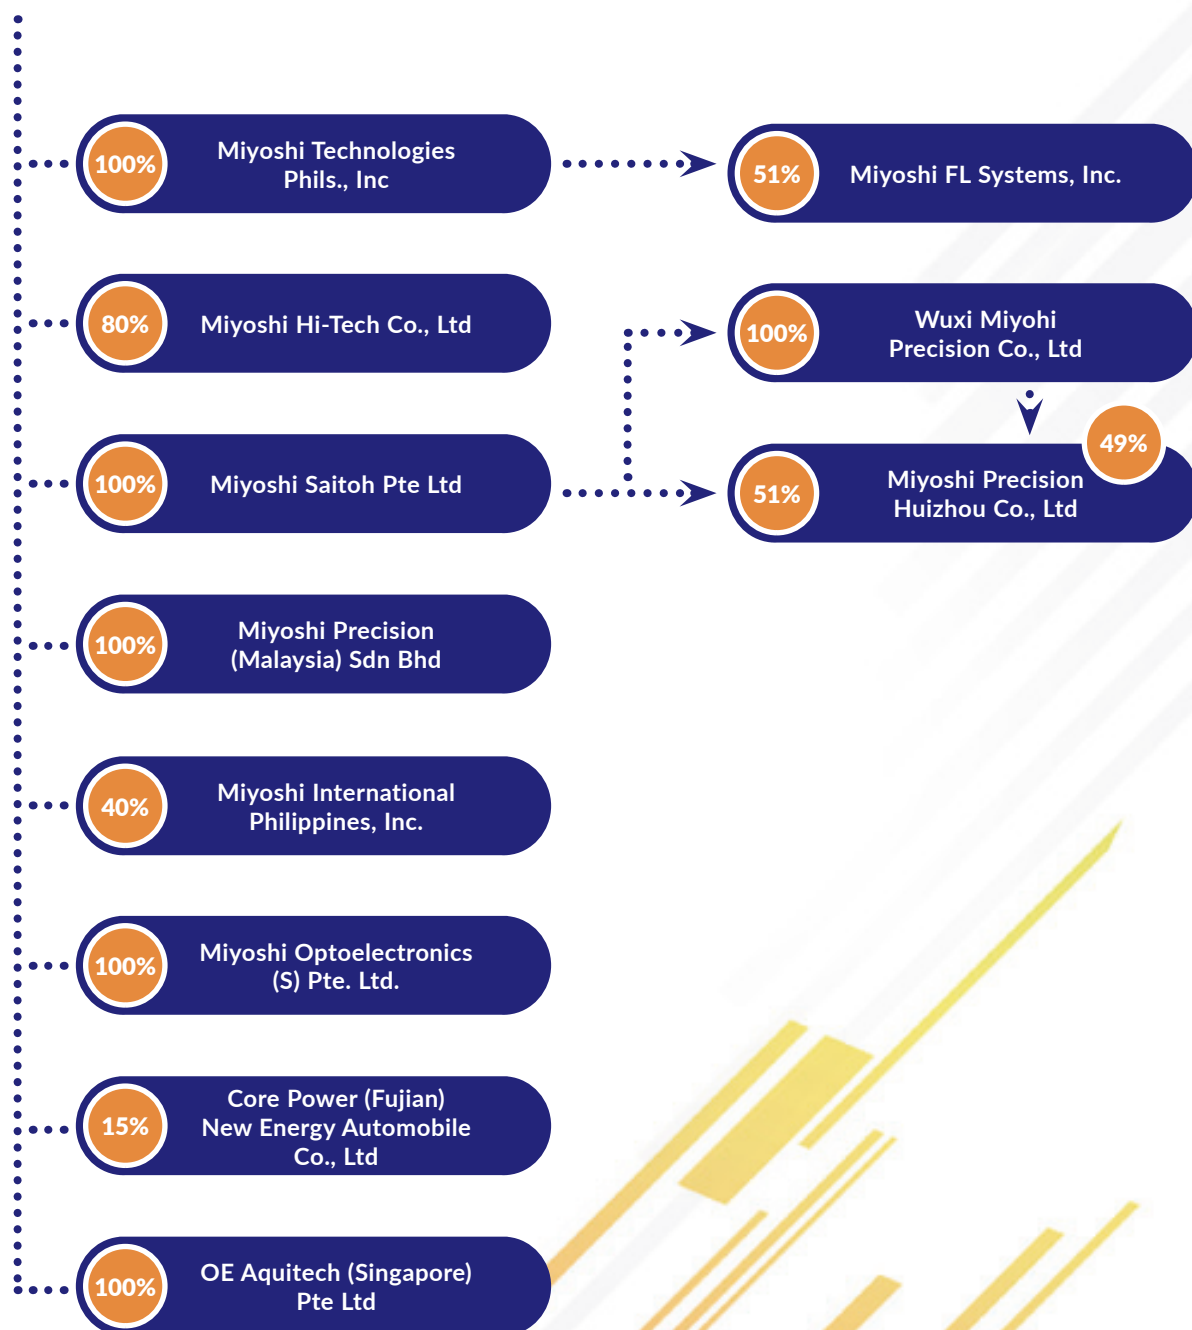 100%
Miyoshi Technologies
Phils., Inc
51%
Miyoshi FL Systems, Inc.
80%
Miyoshi Hi-Tech Co., Ltd
100%
Wuxi Miyohi
Precision Co., Ltd
100%
Miyoshi Saitoh Pte Ltd
49%
51%
Miyoshi Precision
Huizhou Co., Ltd
100%
Miyoshi Precision
(Malaysia) Sdn Bhd
40%
Miyoshi International
Philippines, Inc.
100%
Miyoshi Optoelectronics
(S) Pte. Ltd.
15%
Core Power (Fujian)
New Energy Automobile
Co., Ltd
100%
OE Aquitech (Singapore)
Pte Ltd